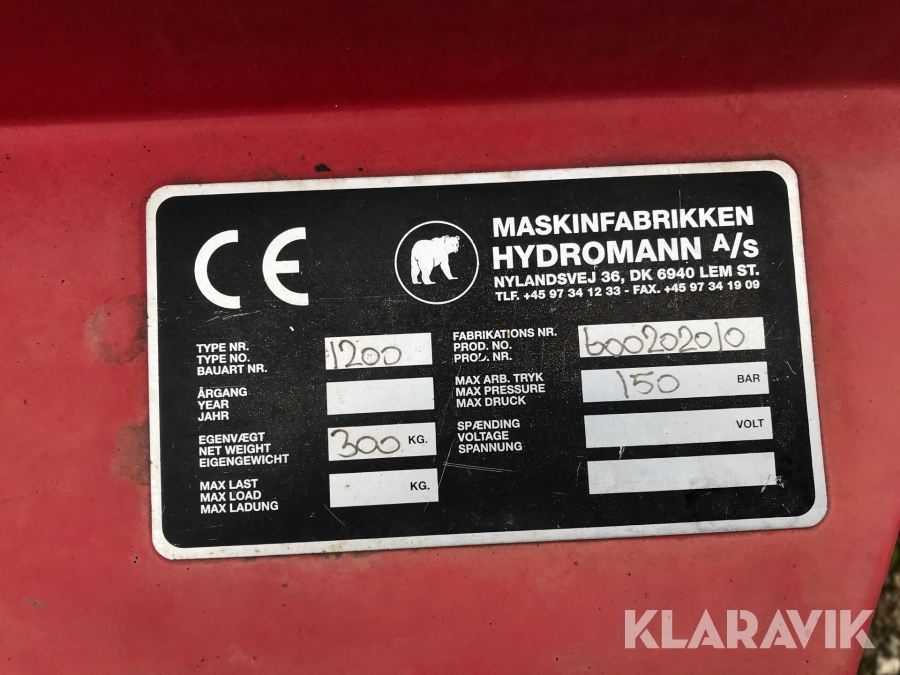 CE
MASKINFABRIKKEN
HYDROMANN A/S
NYLANDSVEJ 36, DK 6940 LEM ST.
TLF. +45 97 34 12 33 - FAX. +45 97 34 19 09
TYPE NR.
TYPE NO.
BAUART NR.
1200
FABRIKATIONS NR.
PROD. NO.
PROD. NR.
600202010
ÅRGANG
YEAR
JAHR
MAX ARB. TRYK
MAX PRESSURE
MAX DRUCK
150 BAR
EGENVÆGT
NET WEIGHT
EIGENGEWICHT
300 KG.
SPÆNDING
VOLTAGE
SPANNUNG
VOLT
MAX LAST
MAX LOAD
MAX LADUNG
KG.
KLARAVIK